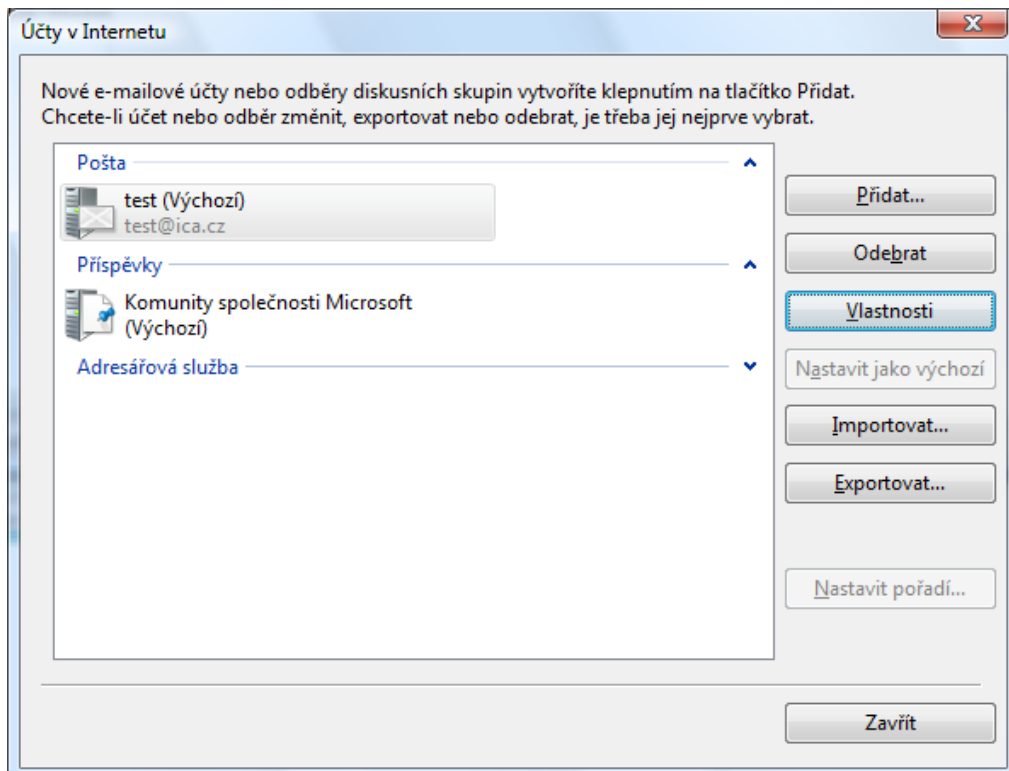 Účty v Internetu
Nové e-mailové účty nebo odběry diskusních skupin vytvoříte klepnutím na tlačítko Přidat.
Chcete-li účet nebo odběr změnit, exportovat nebo odebrat, je třeba jej nejprve vybrat.
Pošta
test (Výchozí)
test@ica.cz
Příspěvky
Komunity společnosti Microsoft
(Výchozí)
Adresářová služba
Přidat...
Odebrat
Vlastnosti
Nastavit jako výchozí
Importovat...
Exportovat...
Nastavit pořadí...
Zavřít